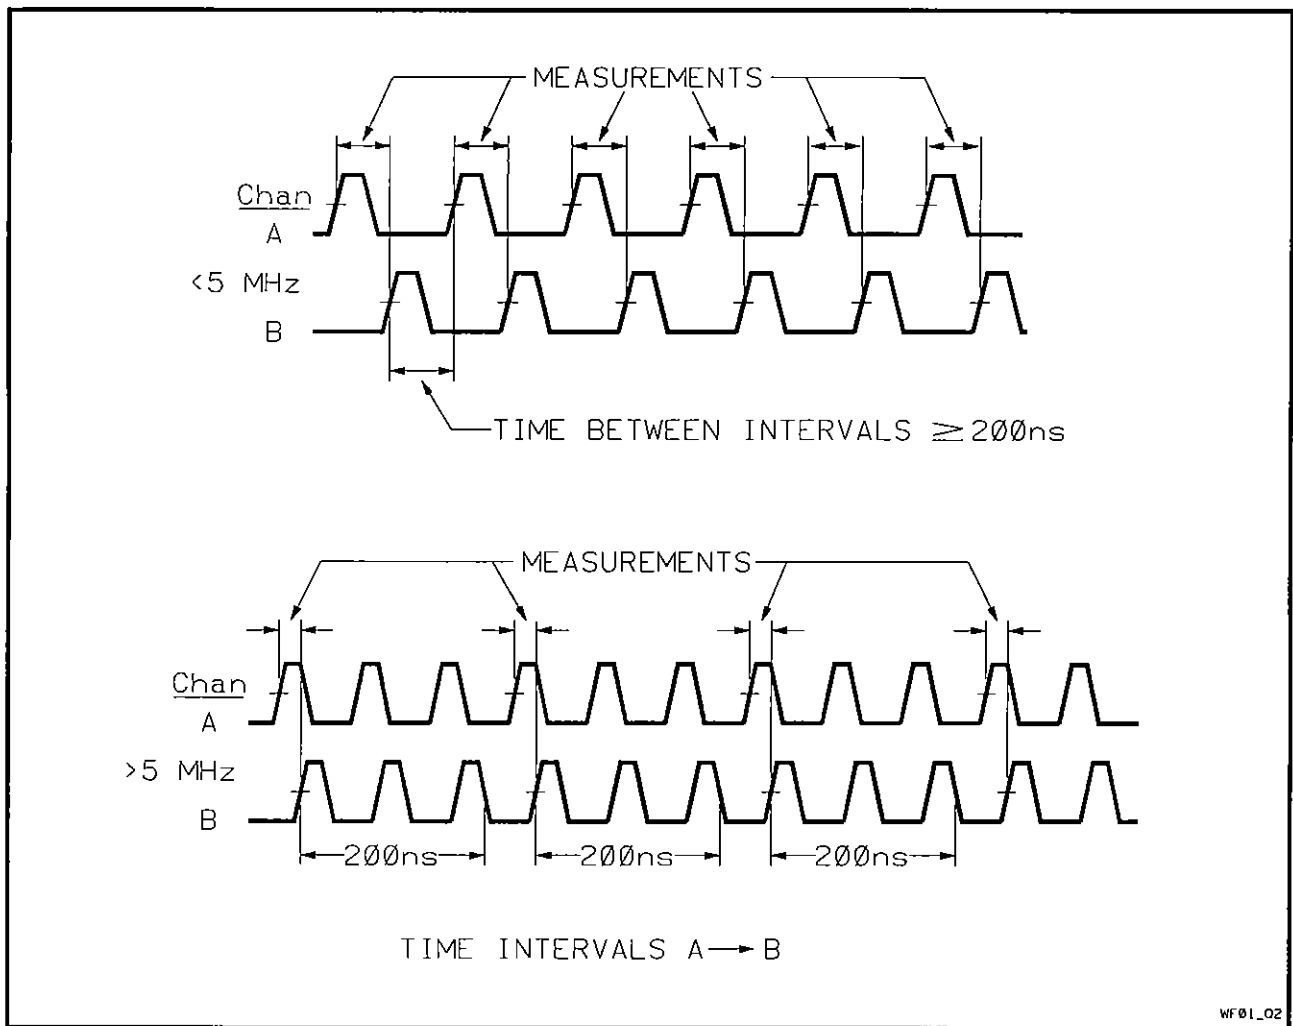 MEASUREMENTS
Chan
A
<5 MHz
B
TIME BETWEEN INTERVALS ≥200ns
MEASUREMENTS
Chan
A
>5 MHz
B
200ns 200ns 200ns
TIME INTERVALS A→B
WF01_02